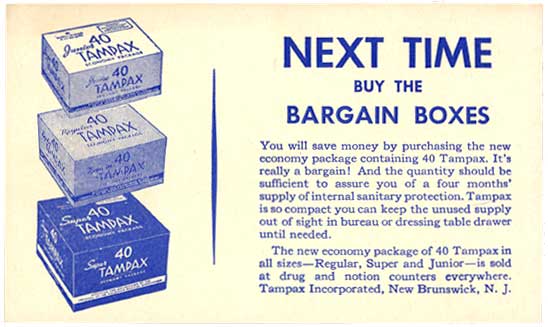 Junior 40
TAMPAX
ECONOMY PACKAGE
Junior 40
TAMPAX
ECONOMY PACKAGE
Regular 40
TAMPAX
ECONOMY PACKAGE
Regular 40
TAMPAX
Super 40
TAMPAX
ECONOMY PACKAGE
Super 40
TAMPAX
ECONOMY PACKAGE
NEXT TIME
BUY THE
BARGAIN BOXES
You will save money by purchasing the new
economy package containing 40 Tampax. It's
really a bargain! And the quantity should be
sufficient to assure you of a four months'
supply of internal sanitary protection. Tampax
is so compact you can keep the unused supply
out of sight in bureau or dressing table drawer
until needed.
The new economy package of 40 Tampax in
all sizes—Regular, Super and Junior—is sold
at drug and notion counters everywhere.
Tampax Incorporated, New Brunswick, N. J.